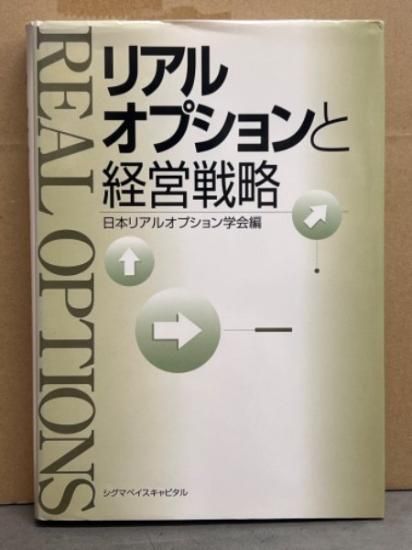 REAL OPTIONS
リアル
オプションと
経営戦略
日本リアルオプション学会編
シグマベイスキャピタル